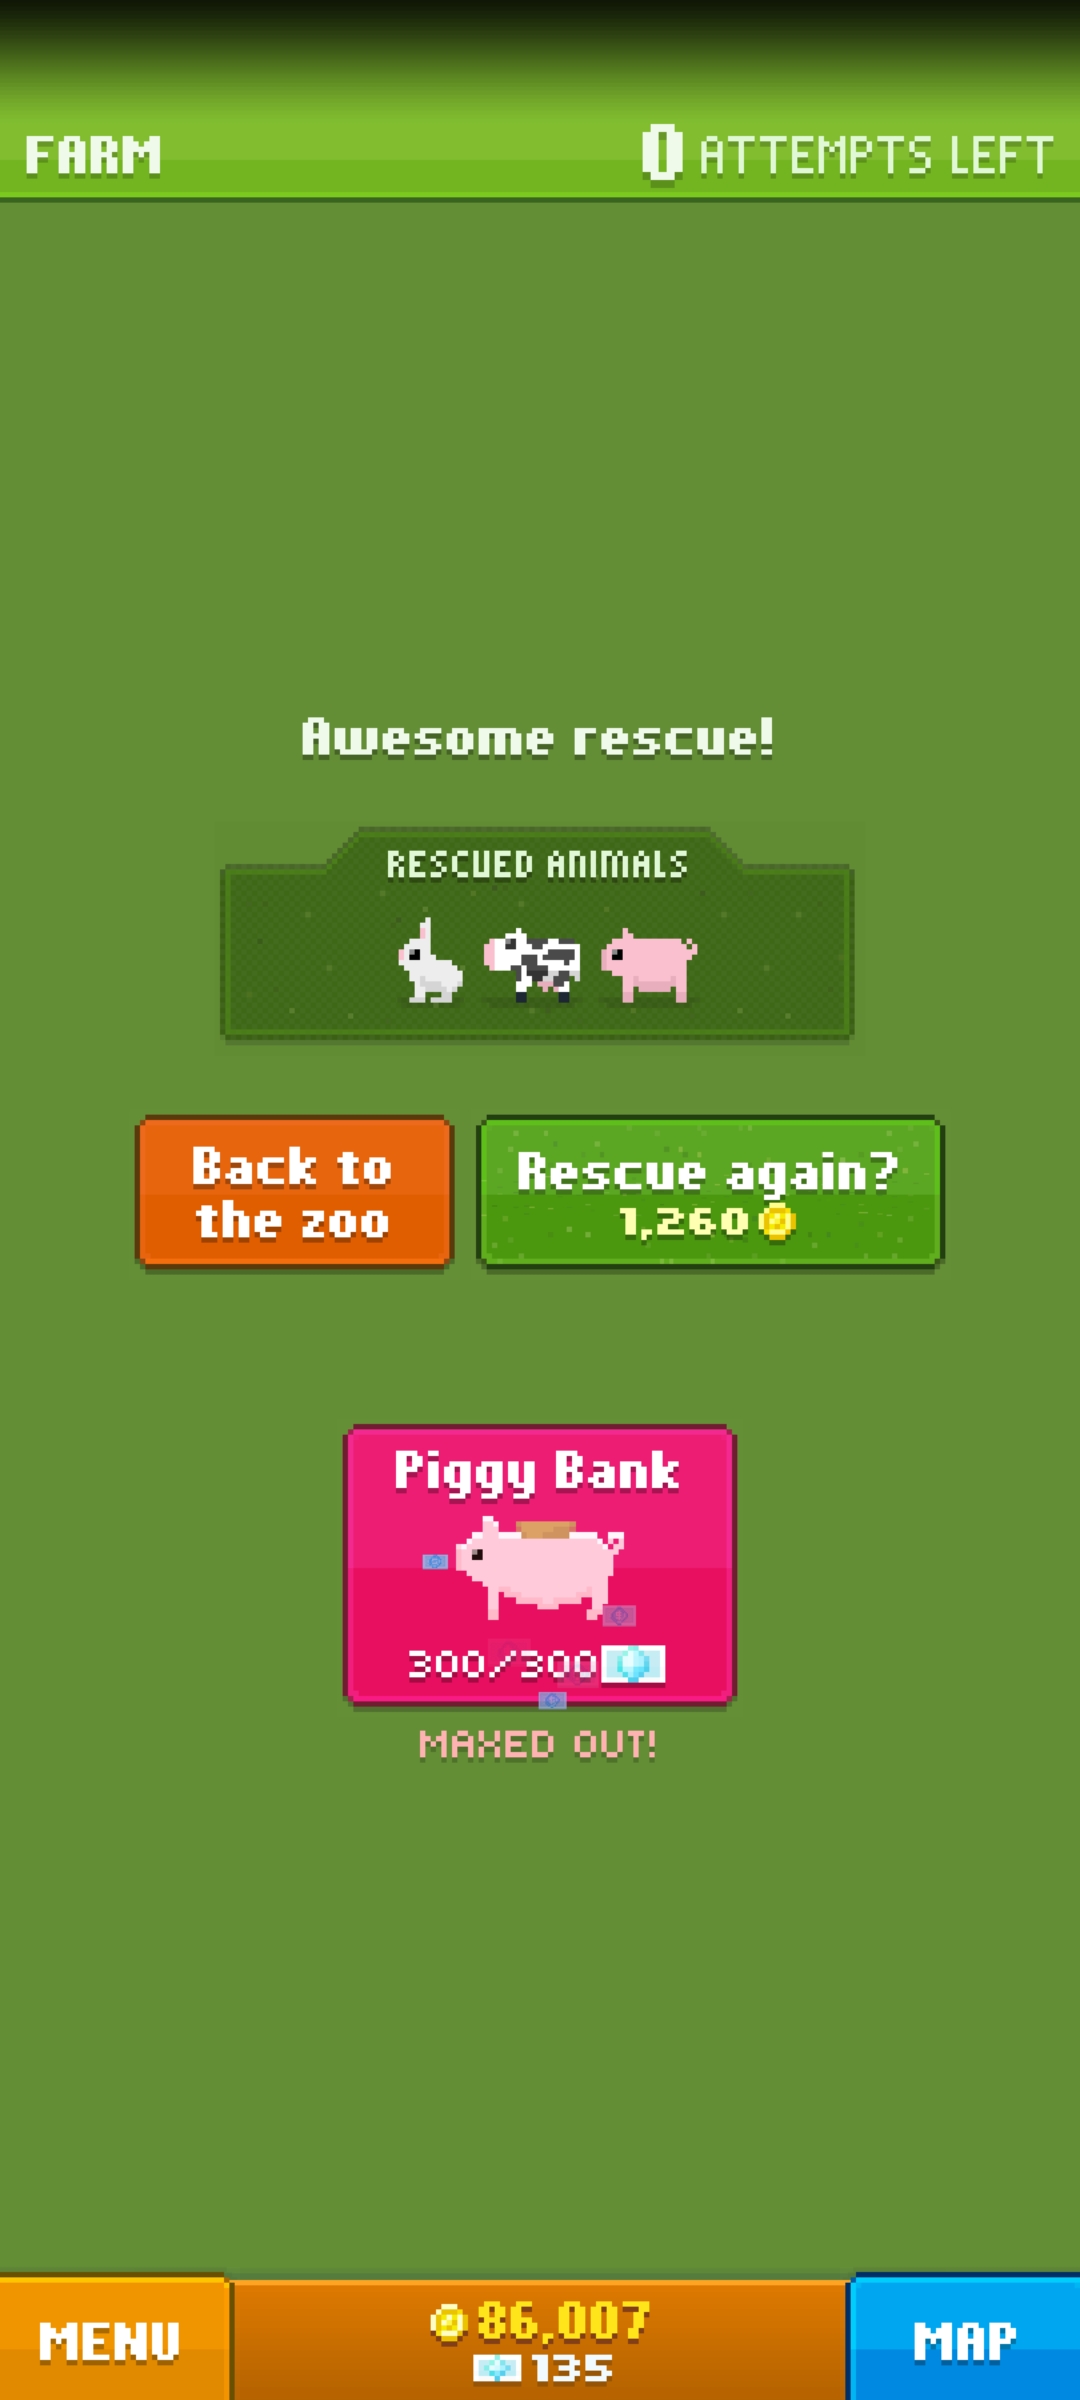 FARM
0 ATTEMPTS LEFT
Awesome rescue!
RESCUED ANIMALS
Back to
the zoo
Rescue again?
1,260
Piggy Bank
300/300
MAXED OUT!
MENU
86,007
135
MAP